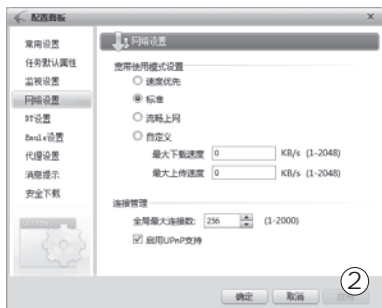 配置面板
常用设置
任务默认属性
监视设置
网络设置
BT设置
Emule设置
代理设置
消息提示
安全下载
网络设置
宽带使用模式设置
速度优先
标准
流畅上网
自定义
最大下载速度 0 KB/s (1-2048)
最大上传速度 0 KB/s (1-2048)
连接管理
全局最大连接数: 256 (1-2000)
启用UPnP支持
确定 取消 应用
②